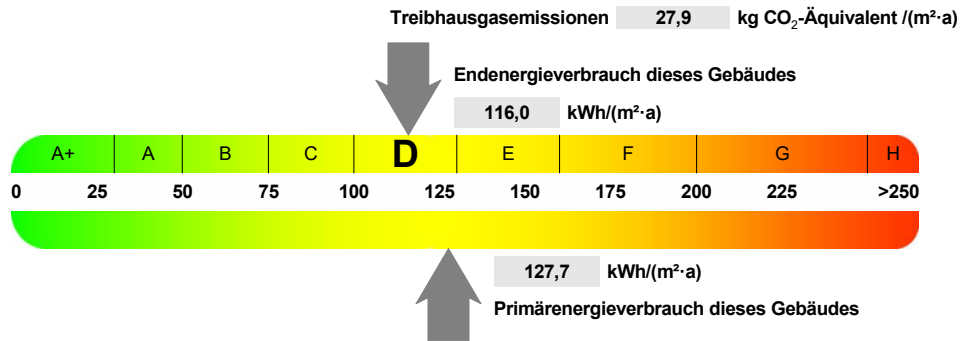 Treibhausgasemissionen 27,9 kg CO₂-Äquivalent /(m²·a)
Endenergieverbrauch dieses Gebäudes
116,0 kWh/(m²·a)
A+ A B C D E F G H
0 25 50 75 100 125 150 175 200 225 >250
127,7 kWh/(m²·a)
Primärenergieverbrauch dieses Gebäudes